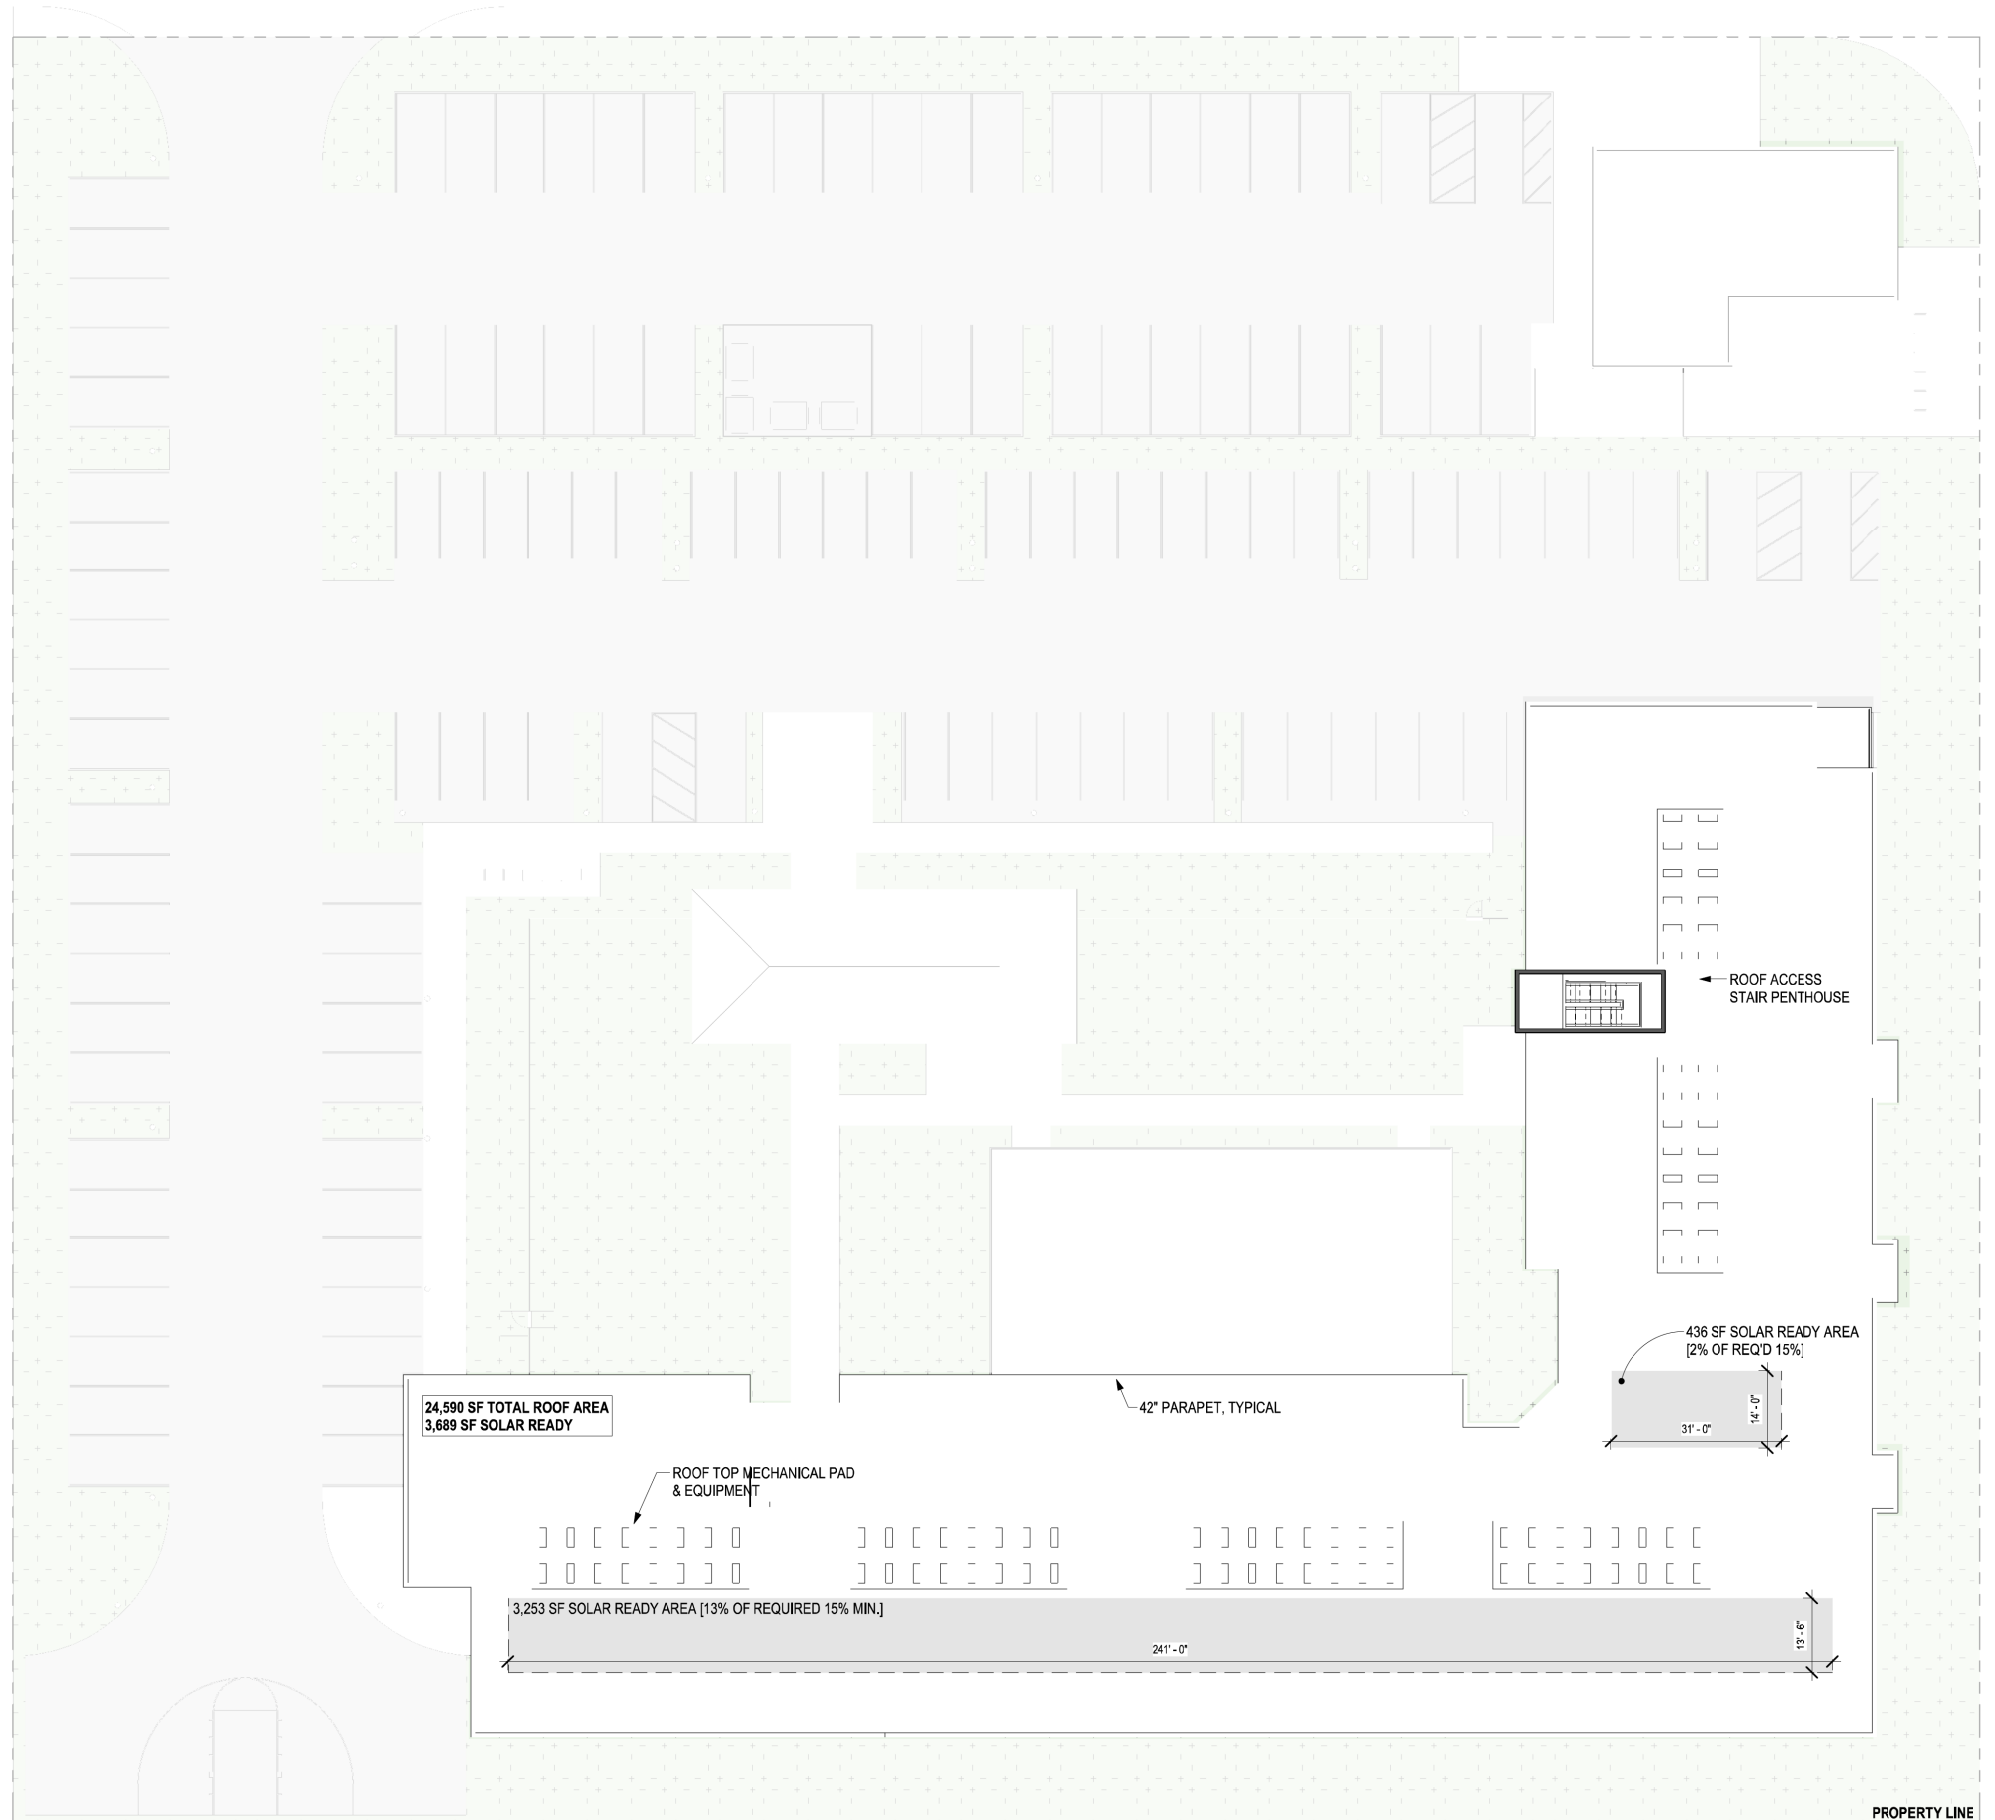 ROOF ACCESS
STAIR PENTHOUSE
436 SF SOLAR READY AREA
[2% OF REQ'D 15%]
14' - 0"
31' - 0"
24,590 SF TOTAL ROOF AREA
3,689 SF SOLAR READY
42" PARAPET, TYPICAL
ROOF TOP MECHANICAL PAD
& EQUIPMENT
3,253 SF SOLAR READY AREA [13% OF REQUIRED 15% MIN.]
13' - 6"
241' - 0"
PROPERTY LINE